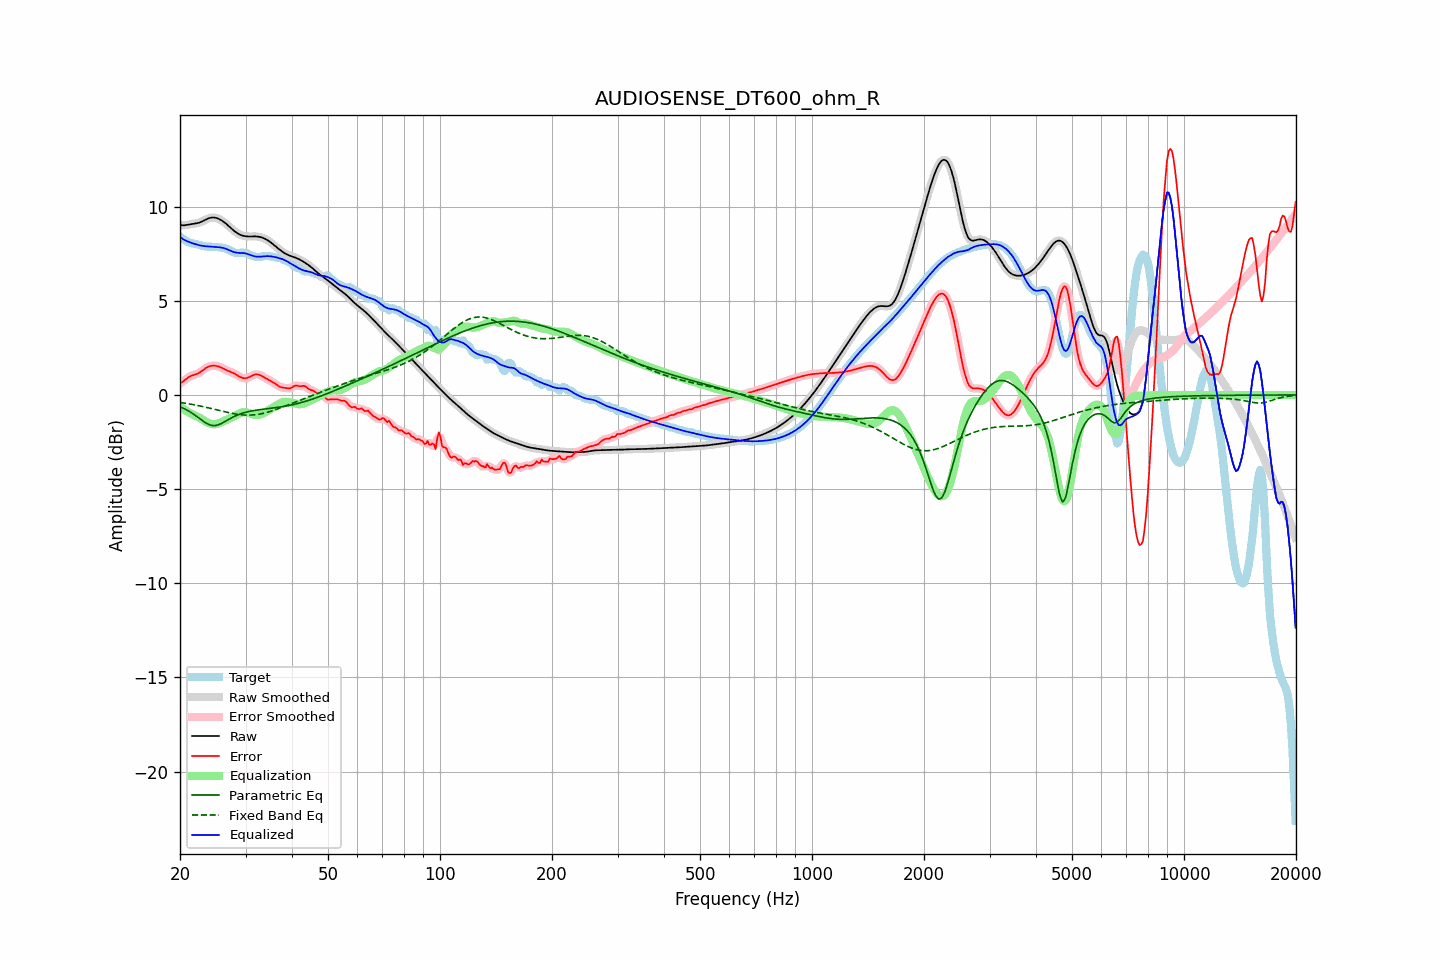 AUDIOSENSE_DT600_ohm_R
Amplitude (dBr)
10
5
0
−5
−10
−15
−20
Target
Raw Smoothed
Error Smoothed
Raw
Error
Equalization
Parametric Eq
Fixed Band Eq
Equalized
20 50 100 200 500 1000 2000 5000 10000 20000
Frequency (Hz)